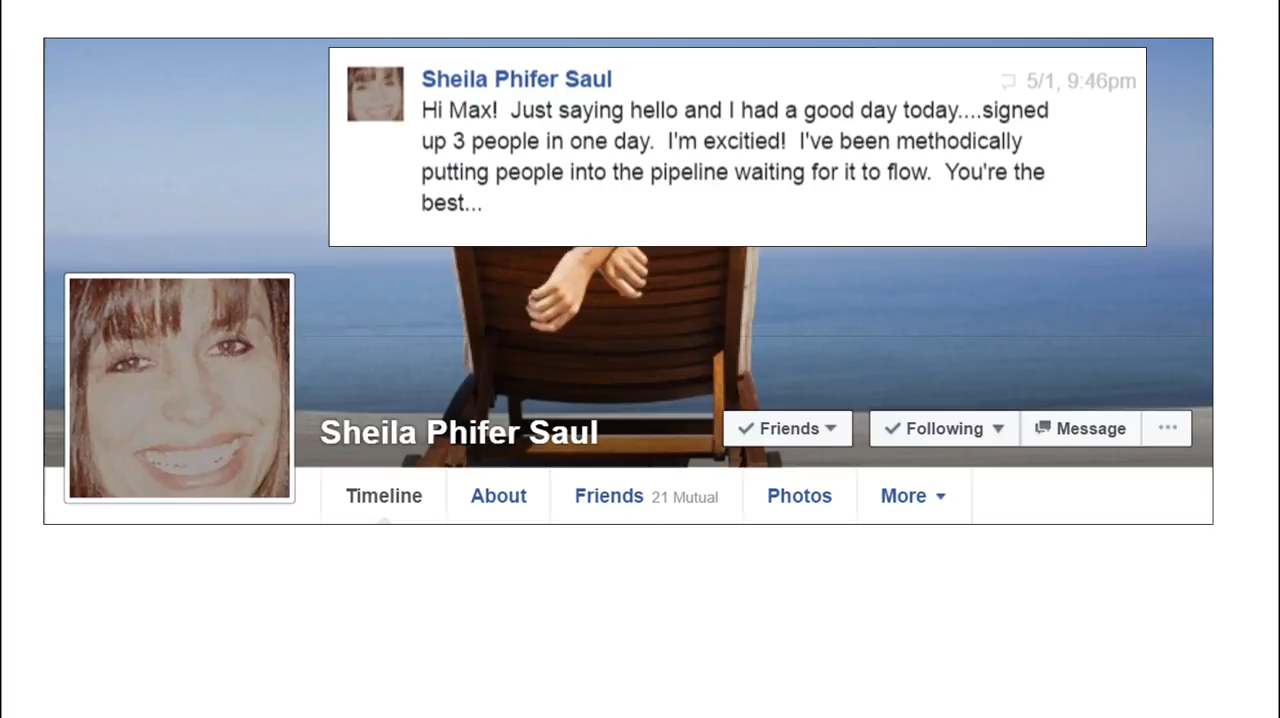 Sheila Phifer Saul
5/1, 9:46pm
Hi Max!  Just saying hello and I had a good day today....signed
up 3 people in one day.  I'm excitied!  I've been methodically
putting people into the pipeline waiting for it to flow.  You're the
best...
Sheila Phifer Saul
Friends
Following
Message
Timeline
About
Friends 21 Mutual
Photos
More